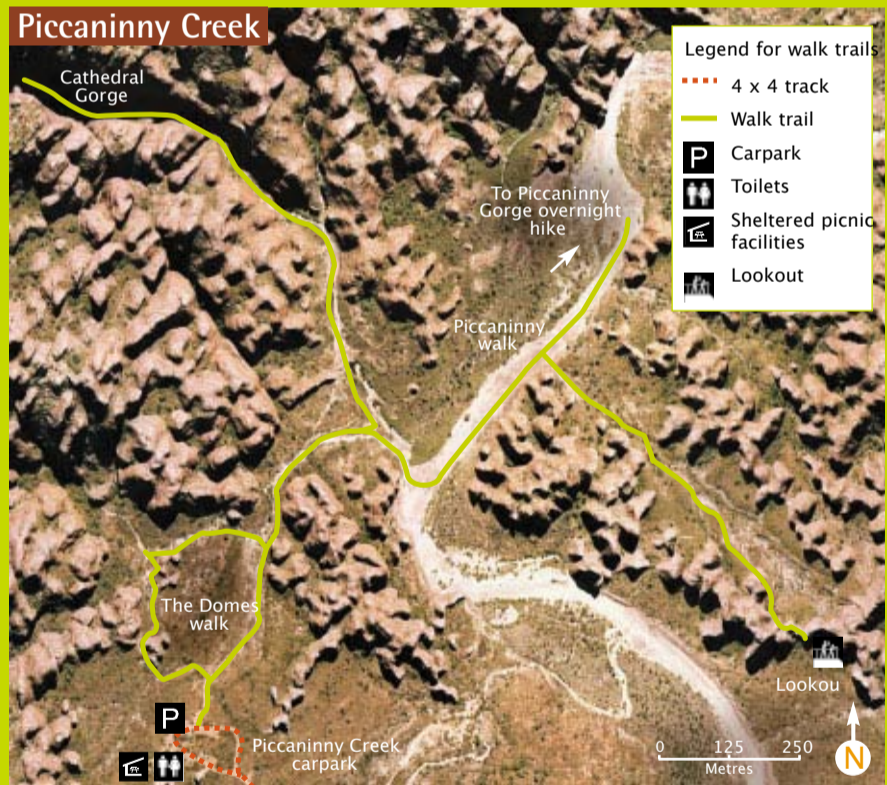 Piccaninny Creek
Cathedral
Gorge
To Piccaninny
Gorge overnight
hike
Piccaninny
walk
The Domes
walk
P
Piccaninny Creek
carpark
Lookou
0 125 250
Metres
N
Legend for walk trails
4 x 4 track
Walk trail
P
Carpark
Toilets
Sheltered picnic
facilities
Lookout